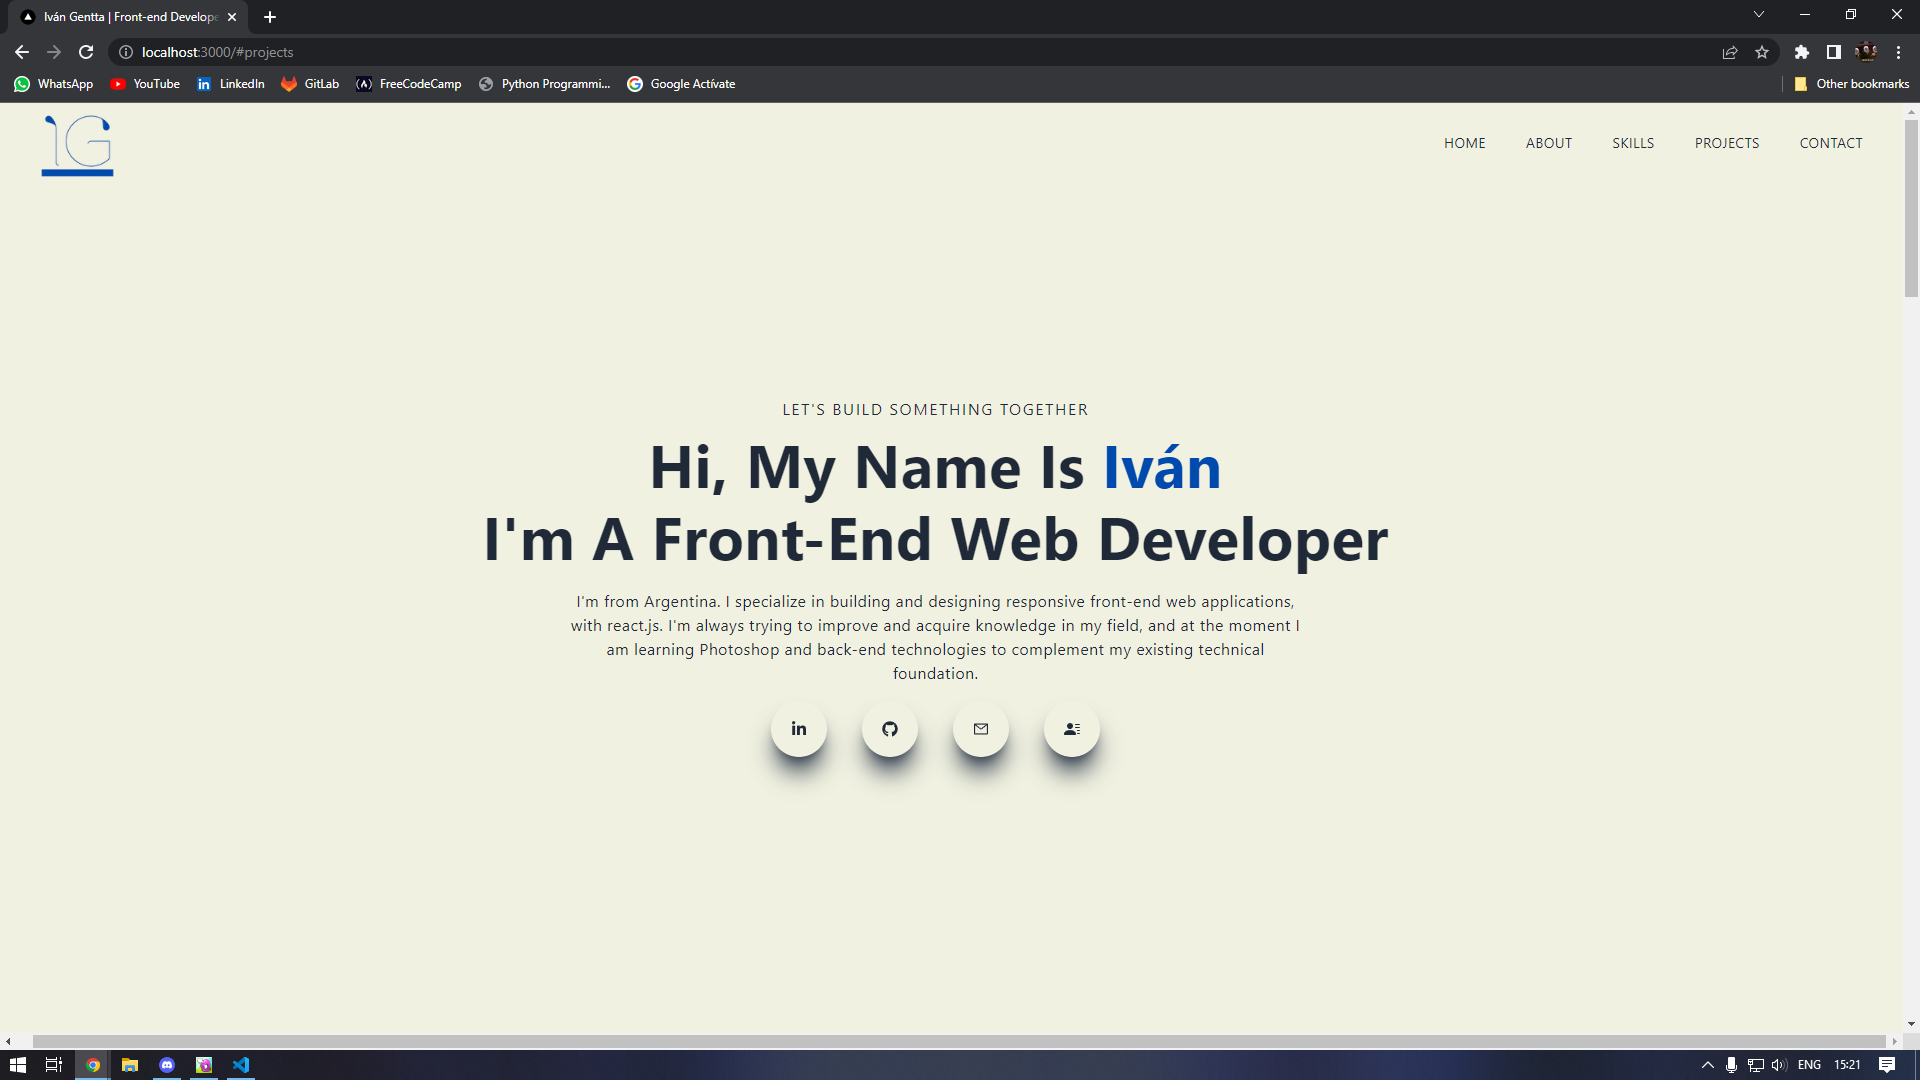 Iván Gentta | Front-end Develope
localhost:3000/#projects
WhatsApp
YouTube
LinkedIn
GitLab
FreeCodeCamp
Python Programmi...
Google Actívate
Other bookmarks
IG
HOME
ABOUT
SKILLS
PROJECTS
CONTACT
LET'S BUILD SOMETHING TOGETHER
Hi, My Name Is Iván
I'm A Front-End Web Developer
I'm from Argentina. I specialize in building and designing responsive front-end web applications,
with react.js. I'm always trying to improve and acquire knowledge in my field, and at the moment I
am learning Photoshop and back-end technologies to complement my existing technical
foundation.
in
ENG
15:21